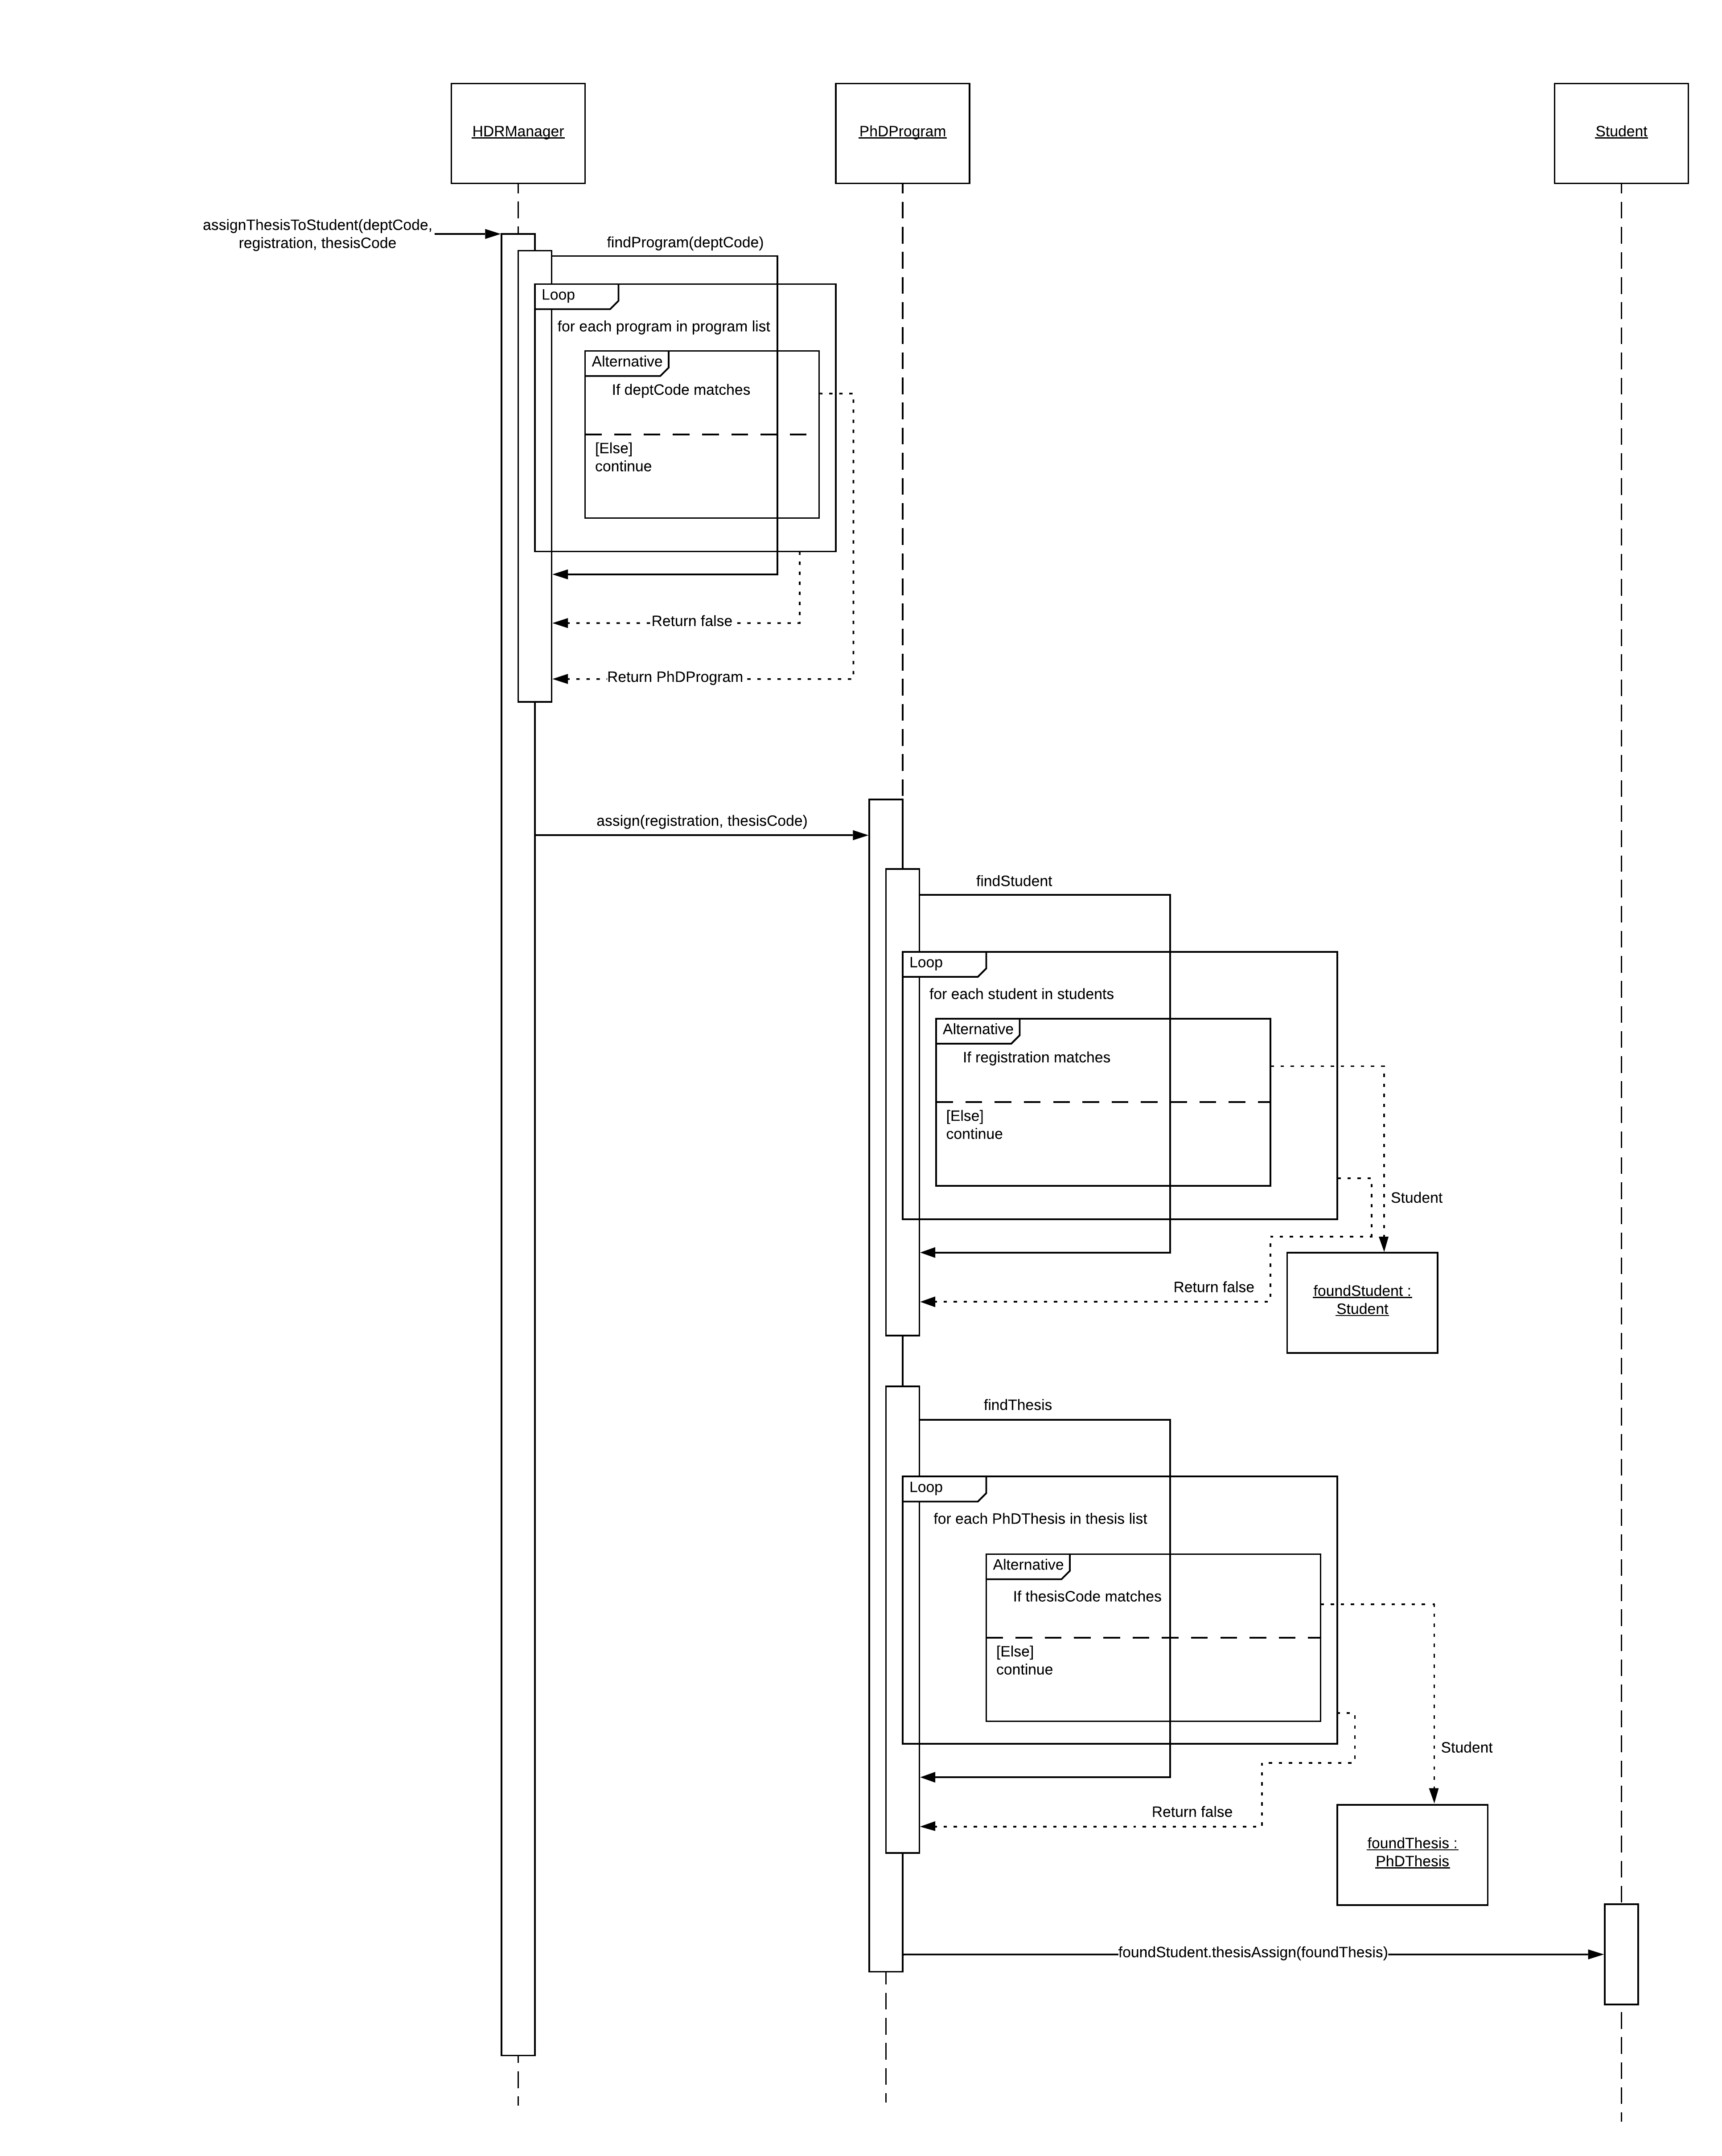 HDRManager
PhDProgram
Student
assignThesisToStudent(deptCode,
registration, thesisCode
findProgram(deptCode)
Loop
for each program in program list
Alternative
If deptCode matches
[Else]
continue
Return false
Return PhDProgram
assign(registration, thesisCode)
findStudent
Loop
for each student in students
Alternative
If registration matches
[Else]
continue
Student
Return false
foundStudent :
Student
findThesis
Loop
for each PhDThesis in thesis list
Alternative
If thesisCode matches
[Else]
continue
Student
Return false
foundThesis :
PhDThesis
foundStudent.thesisAssign(foundThesis)